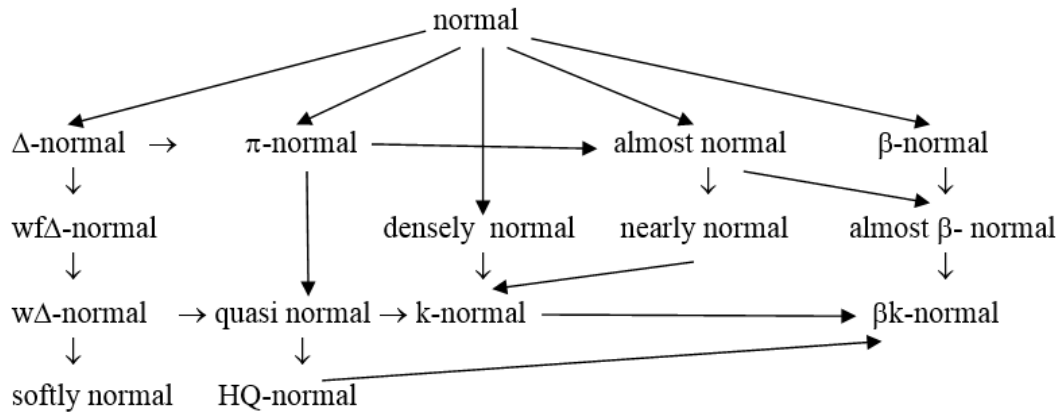 normal
Δ-normal → π-normal almost normal β-normal
↓ ↓ ↓
wfΔ-normal densely normal nearly normal almost β- normal
↓ ↓ ↓
wΔ-normal → quasi normal → k-normal βk-normal
↓ ↓
softly normal HQ-normal